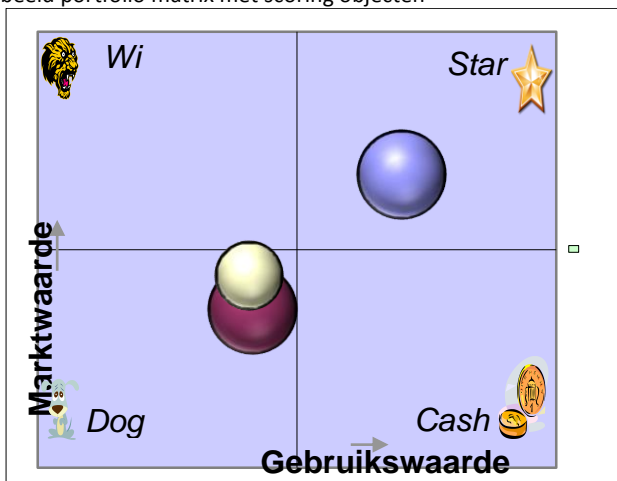 beeld portfolio matrix met scoring objecten
Wi
Star
Marktwaarde
Dog
Cash
Gebruikswaarde